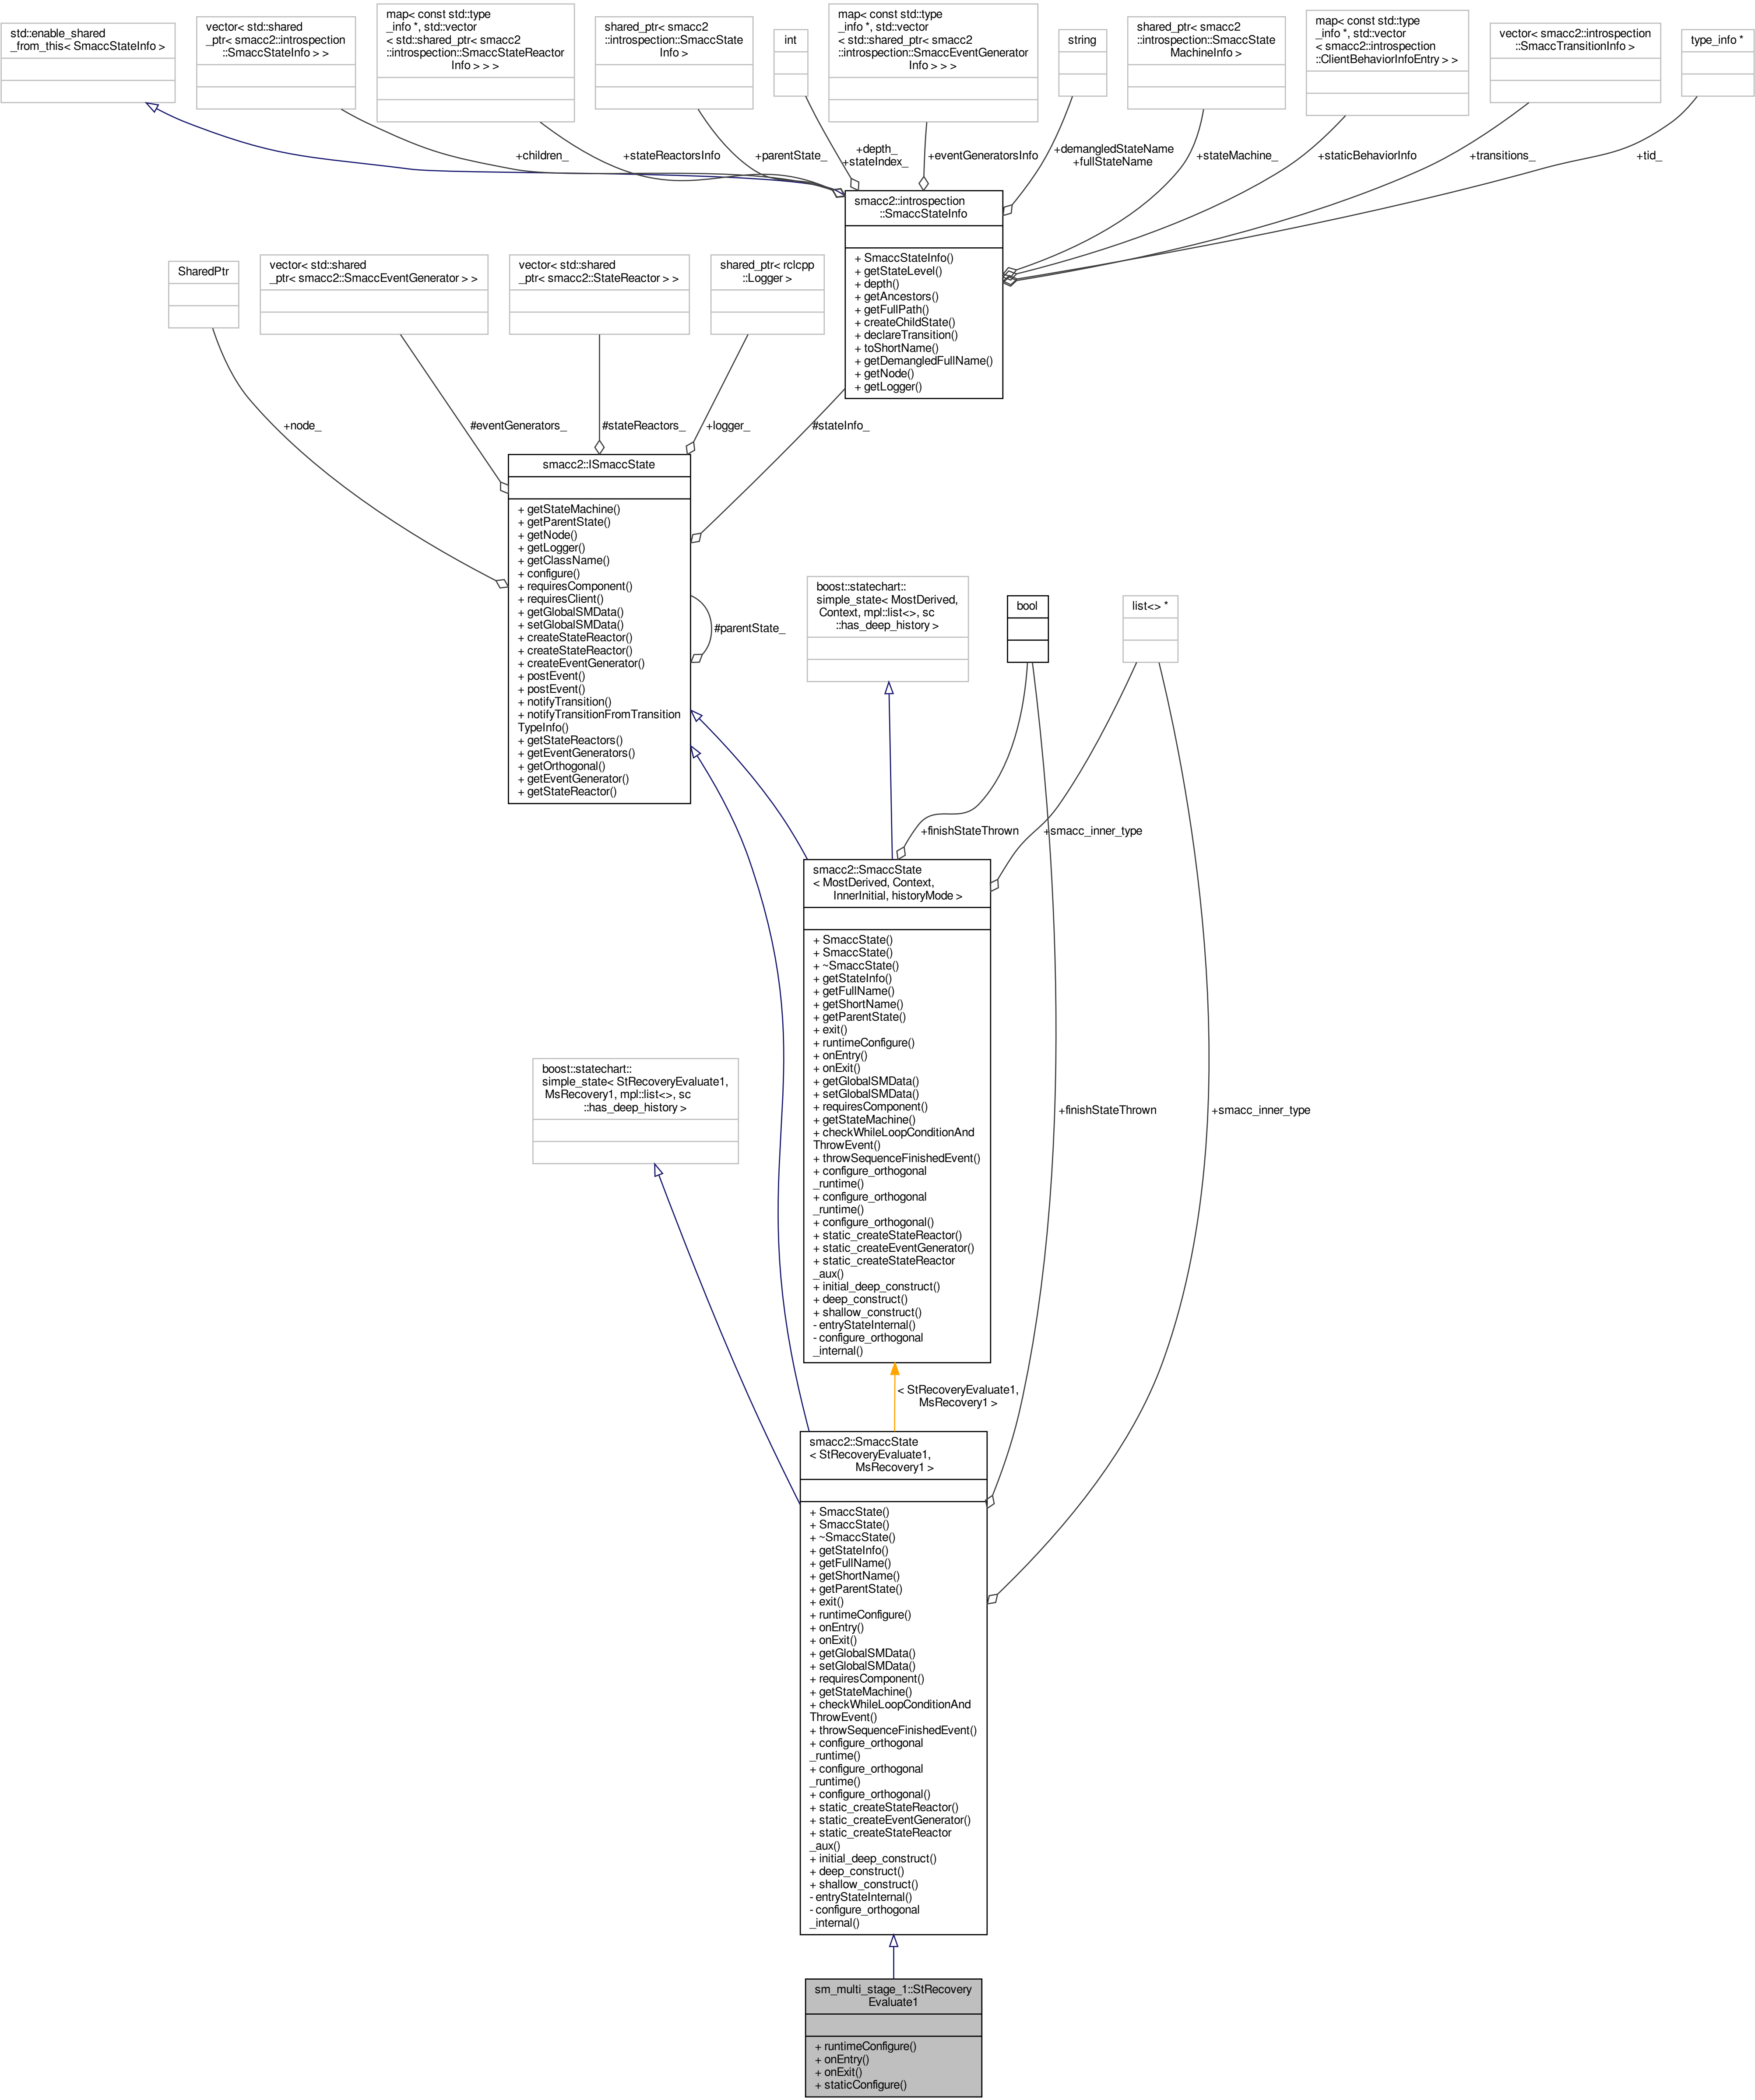 std::enable_shared
_from_this< SmaccStateInfo >
vector< std::shared
_ptr< smacc2::introspection
::SmaccStateInfo > >
map< const std::type
_info *, std::vector
< std::shared_ptr< smacc2
::introspection::SmaccStateReactor
Info > > >
shared_ptr< smacc2
::introspection::SmaccState
Info >
int
map< const std::type
_info *, std::vector
< std::shared_ptr< smacc2
::introspection::SmaccEventGenerator
Info > > >
string
shared_ptr< smacc2
::introspection::SmaccState
MachineInfo >
map< const std::type
_info *, std::vector
< smacc2::introspection
::ClientBehaviorInfoEntry > >
vector< smacc2::introspection
::SmaccTransitionInfo >
type_info *
+children_
+stateReactorsInfo
+parentState_
+depth_
+stateIndex_
+eventGeneratorsInfo
+demangledStateName
+fullStateName
+stateMachine_
+staticBehaviorInfo
+transitions_
+tid_
smacc2::introspection
::SmaccStateInfo
+ SmaccStateInfo()
+ getStateLevel()
+ depth()
+ getAncestors()
+ getFullPath()
+ createChildState()
+ declareTransition()
+ toShortName()
+ getDemangledFullName()
+ getNode()
+ getLogger()
SharedPtr
vector< std::shared
_ptr< smacc2::SmaccEventGenerator > >
vector< std::shared
_ptr< smacc2::StateReactor > >
shared_ptr< rclcpp
::Logger >
+node_
#eventGenerators_
#stateReactors_
+logger_
#stateInfo_
smacc2::ISmaccState
+ getStateMachine()
+ getParentState()
+ getNode()
+ getLogger()
+ getClassName()
+ configure()
+ requiresComponent()
+ requiresClient()
+ getGlobalSMData()
+ setGlobalSMData()
+ createStateReactor()
+ createStateReactor()
+ createEventGenerator()
+ postEvent()
+ postEvent()
+ notifyTransition()
+ notifyTransitionFromTransition
TypeInfo()
+ getStateReactors()
+ getEventGenerators()
+ getOrthogonal()
+ getEventGenerator()
+ getStateReactor()
#parentState_
boost::statechart::
simple_state< MostDerived,
Context, mpl::list<>, sc
::has_deep_history >
bool
list<> *
+finishStateThrown
+smacc_inner_type
smacc2::SmaccState
< MostDerived, Context,
InnerInitial, historyMode >
+ SmaccState()
+ SmaccState()
+ ~SmaccState()
+ getStateInfo()
+ getFullName()
+ getShortName()
+ getParentState()
+ exit()
+ runtimeConfigure()
+ onEntry()
+ onExit()
+ getGlobalSMData()
+ setGlobalSMData()
+ requiresComponent()
+ getStateMachine()
+ checkWhileLoopConditionAnd
ThrowEvent()
+ throwSequenceFinishedEvent()
+ configure_orthogonal
_runtime()
+ configure_orthogonal
_runtime()
+ configure_orthogonal()
+ static_createStateReactor()
+ static_createEventGenerator()
+ static_createStateReactor
_aux()
+ initial_deep_construct()
+ deep_construct()
+ shallow_construct()
- entryStateInternal()
- configure_orthogonal
_internal()
boost::statechart::
simple_state< StRecoveryEvaluate1,
MsRecovery1, mpl::list<>, sc
::has_deep_history >
+finishStateThrown
+smacc_inner_type
< StRecoveryEvaluate1,
MsRecovery1 >
smacc2::SmaccState
< StRecoveryEvaluate1,
MsRecovery1 >
+ SmaccState()
+ SmaccState()
+ ~SmaccState()
+ getStateInfo()
+ getFullName()
+ getShortName()
+ getParentState()
+ exit()
+ runtimeConfigure()
+ onEntry()
+ onExit()
+ getGlobalSMData()
+ setGlobalSMData()
+ requiresComponent()
+ getStateMachine()
+ checkWhileLoopConditionAnd
ThrowEvent()
+ throwSequenceFinishedEvent()
+ configure_orthogonal
_runtime()
+ configure_orthogonal
_runtime()
+ configure_orthogonal()
+ static_createStateReactor()
+ static_createEventGenerator()
+ static_createStateReactor
_aux()
+ initial_deep_construct()
+ deep_construct()
+ shallow_construct()
- entryStateInternal()
- configure_orthogonal
_internal()
sm_multi_stage_1::StRecovery
Evaluate1
+ runtimeConfigure()
+ onEntry()
+ onExit()
+ staticConfigure()